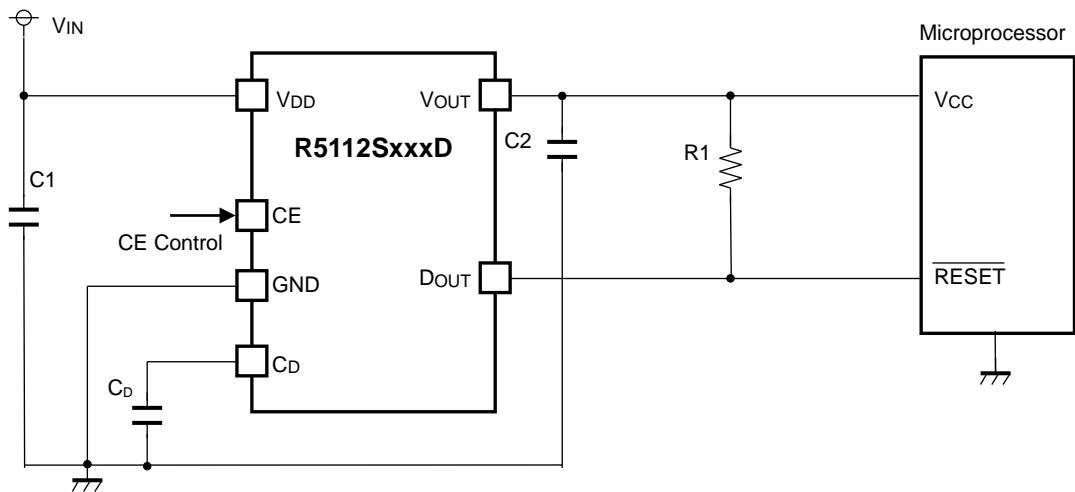 VIN
Microprocessor
VDD
VOUT
VCC
R5112SxxxD
C2
R1
C1
CE
CE Control
GND
DOUT
RESET
CD
CD